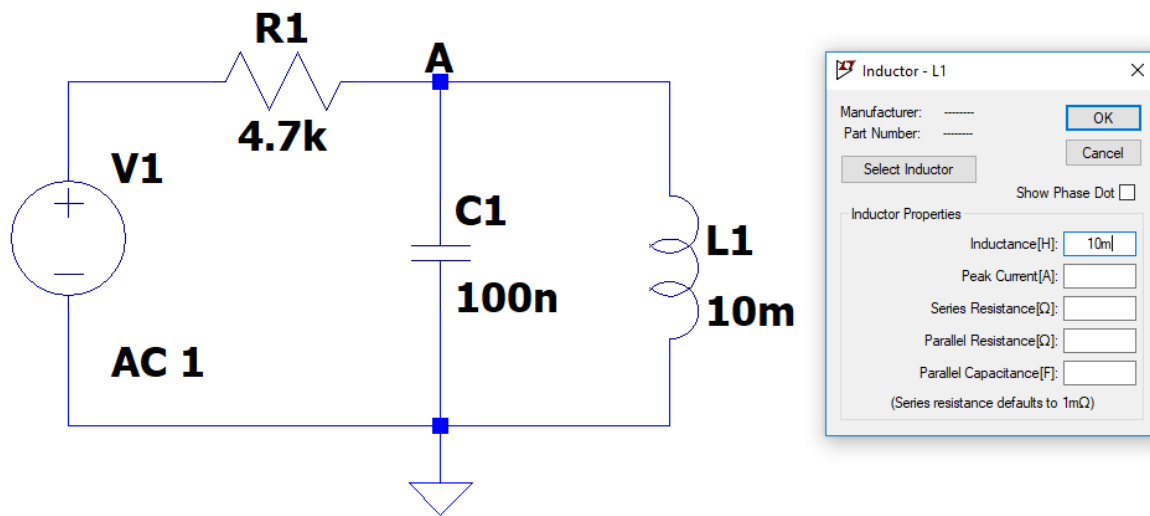 R1
A
4.7k
V1
C1
L1
100n
10m
AC 1
Inductor - L1
Manufacturer: --------
OK
Part Number: --------
Cancel
Select Inductor
Show Phase Dot
Inductor Properties
Inductance[H]: 10m
Peak Current[A]:
Series Resistance[Ω]:
Parallel Resistance[Ω]:
Parallel Capacitance[F]:
(Series resistance defaults to 1mΩ)